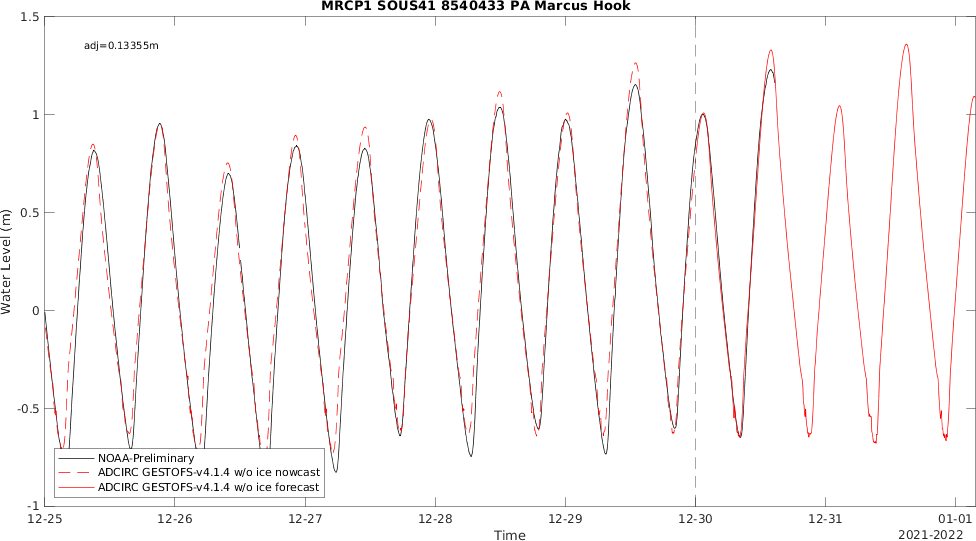 MRCP1 SOUS41 8540433 PA Marcus Hook
adj=0.13355m
1.5
1
0.5
0
-0.5
-1
Water Level (m)
NOAA-Preliminary
ADCIRC GESTOFS-v4.1.4 w/o ice nowcast
ADCIRC GESTOFS-v4.1.4 w/o ice forecast
12-25
12-26
12-27
12-28
12-29
12-30
12-31
01-01
Time
2021-2022